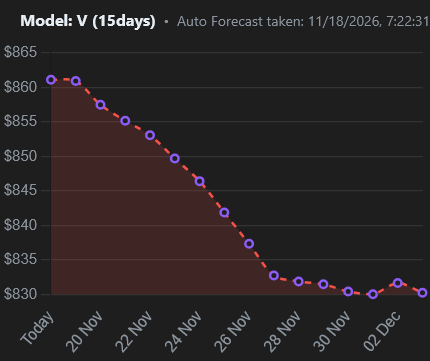 Model: V (15days) • Auto Forecast taken: 11/18/2026, 7:22:31
$865
$860
$855
$850
$845
$840
$835
$830
Today
20 Nov
22 Nov
24 Nov
26 Nov
28 Nov
30 Nov
02 Dec